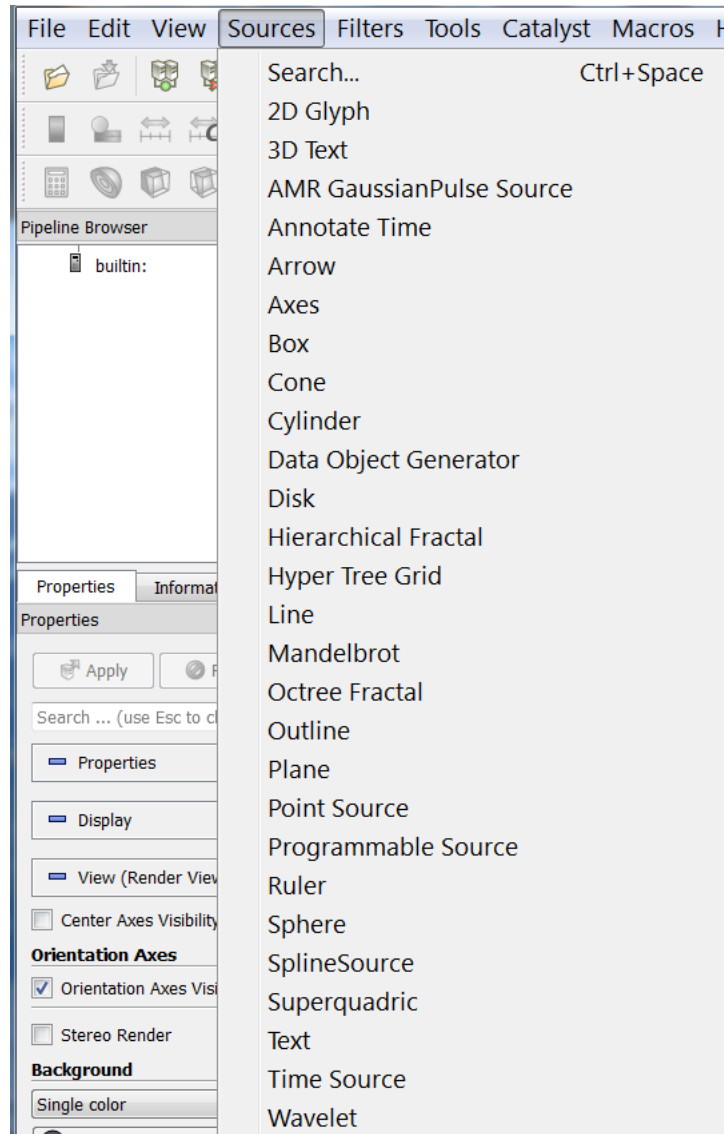 File Edit View Sources Filters Tools Catalyst Macros
Search... Ctrl+Space
2D Glyph
3D Text
AMR GaussianPulse Source
Annotate Time
Arrow
Axes
Box
Cone
Cylinder
Data Object Generator
Disk
Hierarchical Fractal
Hyper Tree Grid
Line
Mandelbrot
Octree Fractal
Outline
Plane
Point Source
Programmable Source
Ruler
Sphere
SplineSource
Superquadric
Text
Time Source
Wavelet
Pipeline Browser
builtin:
Properties
Properties
Apply
Search ... (use Esc to
Properties
Display
View (Render
Center Axes Visibility
Orientation Axes
Orientation Axes
Stereo Render
Background
Single color